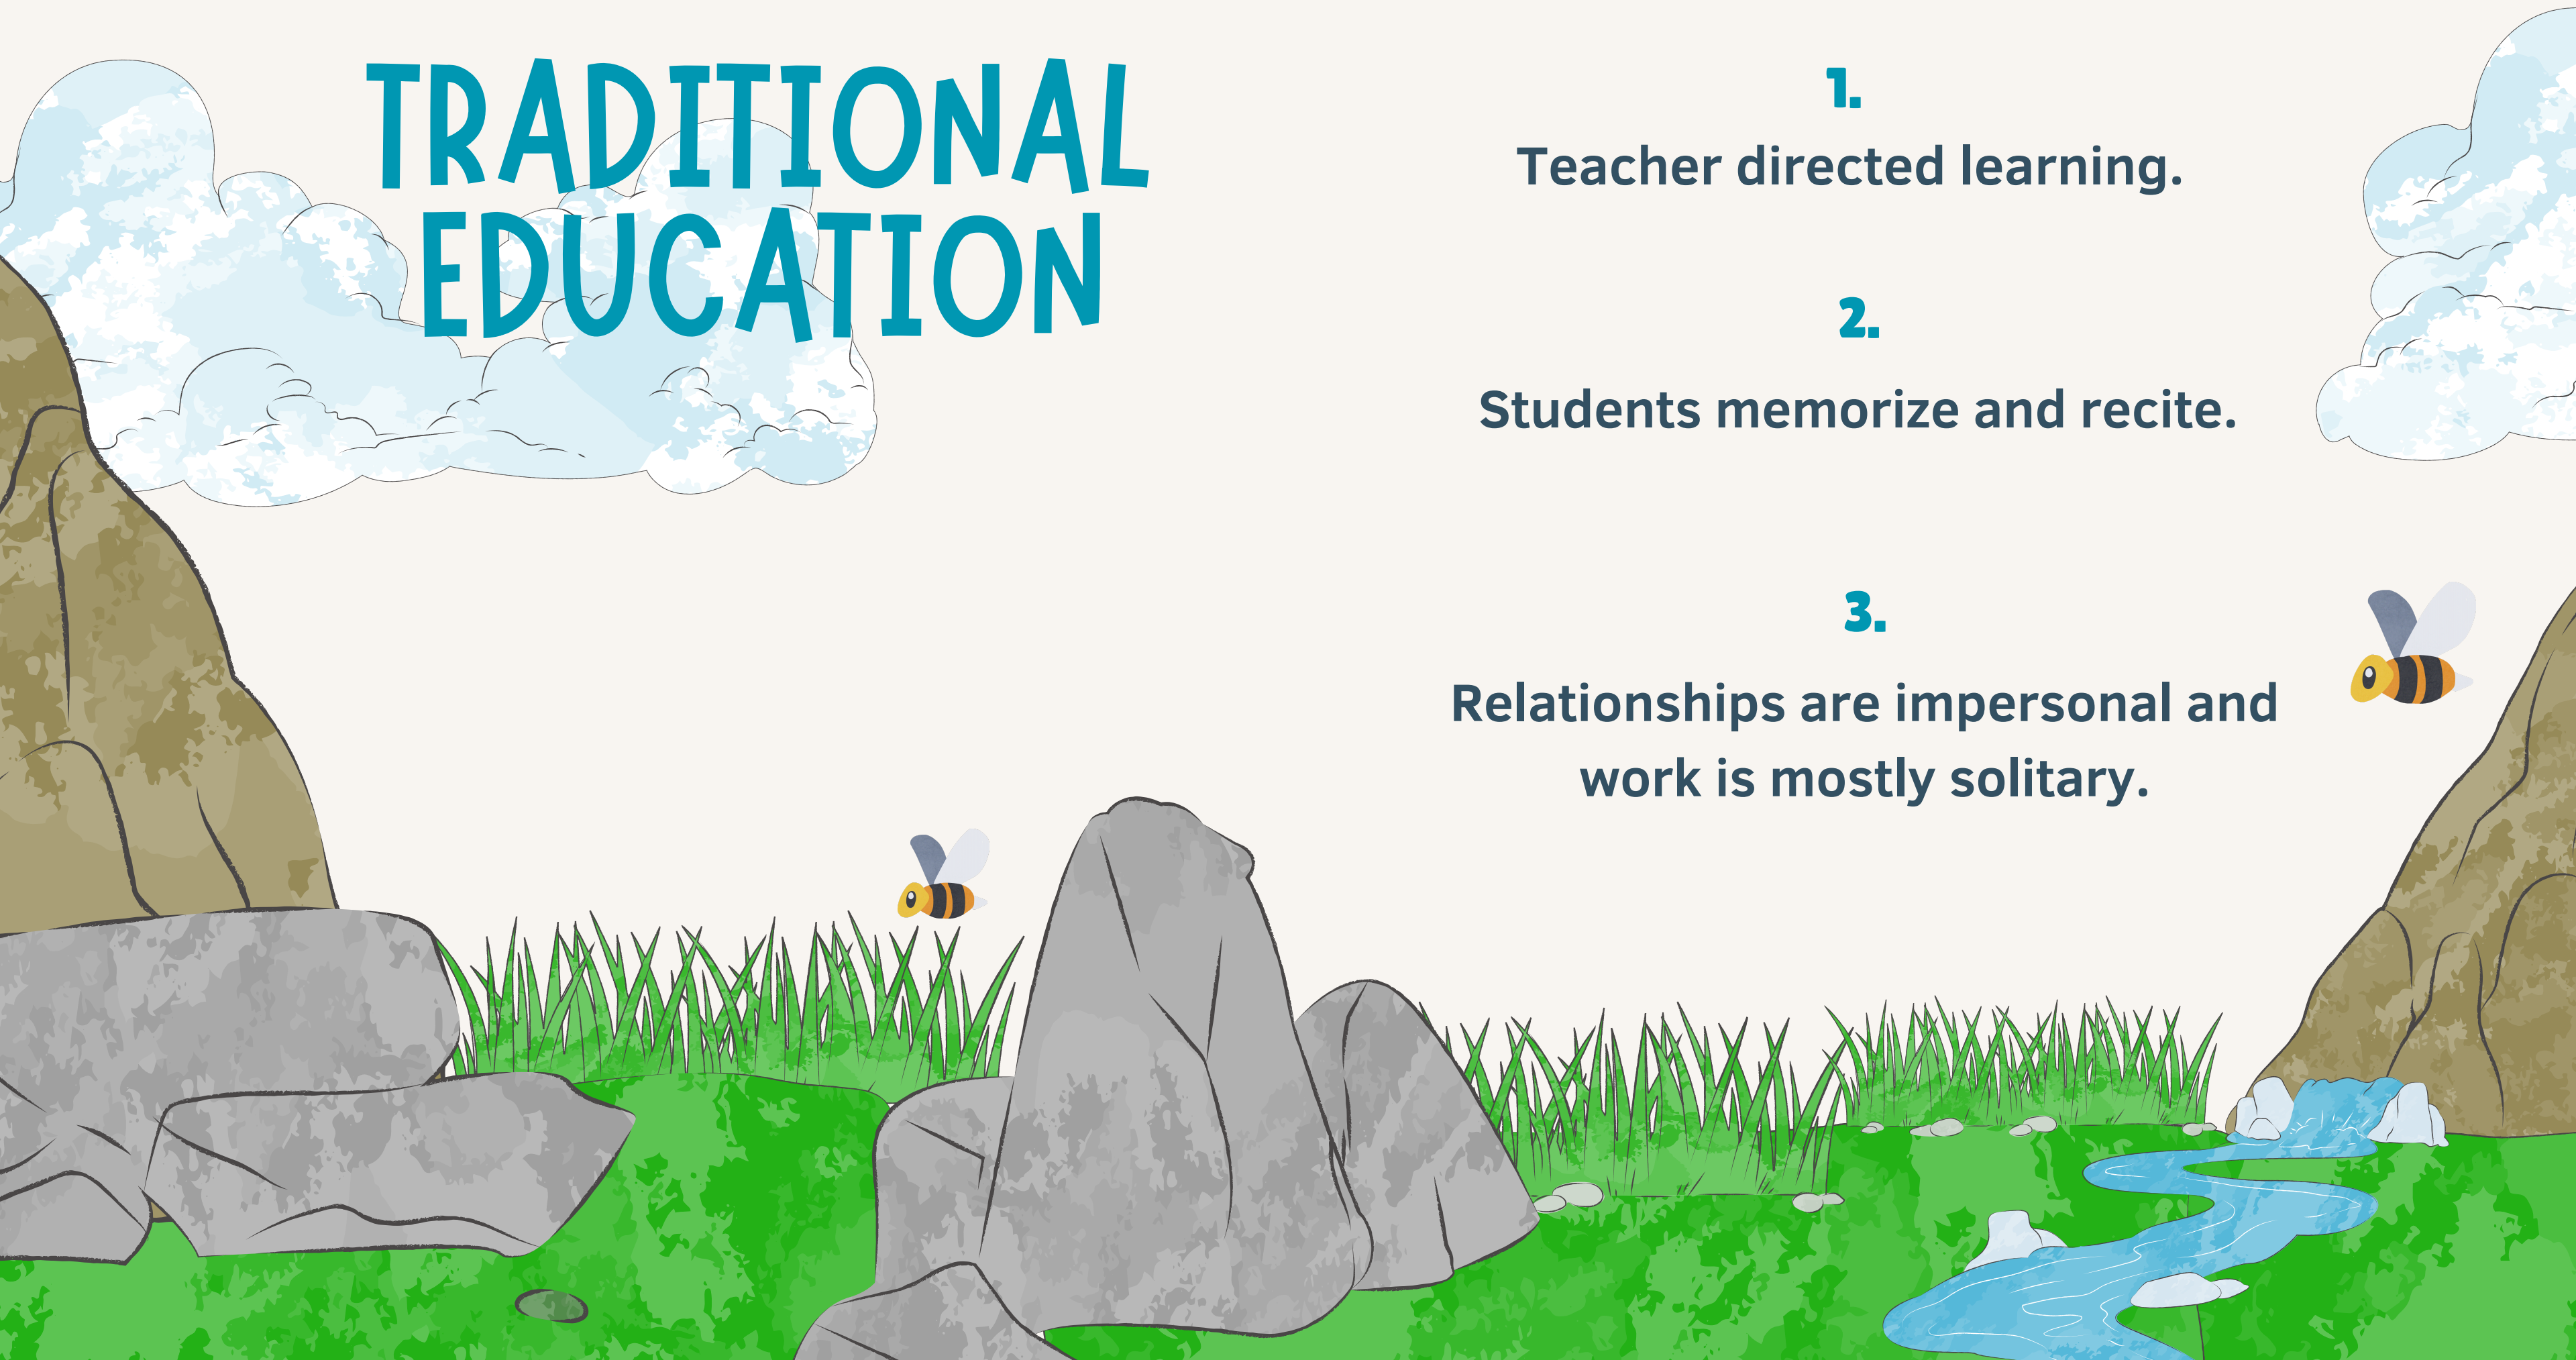 TRADITIONAL
EDUCATION
1.
Teacher directed learning.
2.
Students memorize and recite.
3.
Relationships are impersonal and
work is mostly solitary.